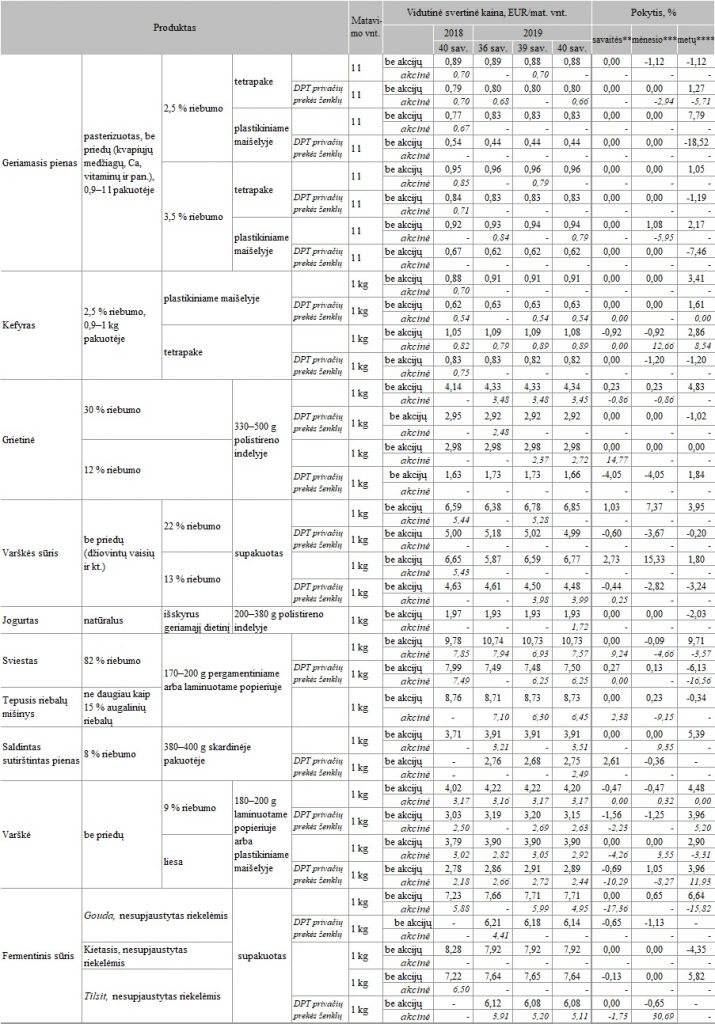 Produktas Matavimo vnt. Vidutinė svertinė kaina, EUR/mat. vnt. Pokytis, %
2018 2019 savaitės** mėnesio*** metų****
40 sav. 36 sav. 39 sav. 40 sav.
Geriamasis pienas pasterizuotas, be priedų (kvapiųjų medžiagų, Ca, vitaminų ir pan.), 0,9–1 l pakuotėje
2,5 % riebumo tetrapake 1 l be akcijų 0,89 0,89 0,88 0,88 0,00 -1,12 -1,12
akcinė 0,70 - 0,70 - - - -
DPT privačių prekės ženklų 1 l be akcijų 0,79 0,80 0,80 0,80 0,00 0,00 1,27
akcinė 0,70 0,68 - 0,66 - -2,94 -5,71
plastikiniame maišelyje 1 l be akcijų 0,77 0,83 0,83 0,83 0,00 0,00 7,79
akcinė 0,67 - - - - - -
DPT privačių prekės ženklų 1 l be akcijų 0,54 0,44 0,44 0,44 0,00 0,00 -18,52
akcinė - - - - - - -
3,5 % riebumo tetrapake 1 l be akcijų 0,95 0,96 0,96 0,96 0,00 0,00 1,05
akcinė 0,85 - 0,79 - - - -
DPT privačių prekės ženklų 1 l be akcijų 0,84 0,83 0,83 0,83 0,00 0,00 -1,19
akcinė 0,71 - - - - - -
plastikiniame maišelyje 1 l be akcijų 0,92 0,93 0,94 0,94 0,00 1,08 2,17
akcinė - 0,84 - 0,79 - -5,95 -
DPT privačių prekės ženklų 1 l be akcijų 0,67 0,62 0,62 0,62 0,00 0,00 -7,46
akcinė - - - - - - -
Kefyras 2,5 % riebumo, 0,9–1 kg pakuotėje
plastikiniame maišelyje 1 kg be akcijų 0,88 0,91 0,91 0,91 0,00 0,00 3,41
akcinė 0,70 - - - - - -
DPT privačių prekės ženklų 1 kg be akcijų 0,62 0,63 0,63 0,63 0,00 0,00 1,61
akcinė 0,54 - 0,54 0,54 0,00 - 0,00
tetrapake 1 kg be akcijų 1,05 1,09 1,09 1,08 -0,92 -0,92 2,86
akcinė 0,82 0,79 0,89 0,89 0,00 12,66 8,54
DPT privačių prekės ženklų 1 kg be akcijų 0,83 0,83 0,82 0,82 0,00 -1,20 -1,20
akcinė 0,75 - - - - - -
Grietinė 330–500 g polistireno indelyje
30 % riebumo 1 kg be akcijų 4,14 4,33 4,33 4,34 0,23 0,23 4,83
akcinė - 3,48 3,48 3,45 -0,86 -0,86 -
DPT privačių prekės ženklų 1 kg be akcijų 2,95 2,92 2,92 2,92 0,00 0,00 -1,02
akcinė - 2,48 - - - - -
12 % riebumo 1 kg be akcijų 2,98 2,98 2,98 2,98 0,00 0,00 0,00
akcinė - - 2,37 2,72 14,77 - -
DPT privačių prekės ženklų 1 kg be akcijų 1,63 1,73 1,73 1,66 -4,05 -4,05 1,84
akcinė - - - - - - -
Varškės sūris be priedų (džiovintų vaisių ir kt.) supakuotas
22 % riebumo 1 kg be akcijų 6,59 6,38 6,78 6,85 1,03 7,37 3,95
akcinė 5,44 - 5,28 - - - -
DPT privačių prekės ženklų 1 kg be akcijų 5,00 5,18 5,02 4,99 -0,60 -3,67 -0,20
akcinė - - - - - - -
13 % riebumo 1 kg be akcijų 6,65 5,87 6,59 6,77 2,73 15,33 1,80
akcinė 5,43 - - - - - -
DPT privačių prekės ženklų 1 kg be akcijų 4,63 4,61 4,50 4,48 -0,44 -2,82 -3,24
akcinė - - 3,98 3,99 0,25 - -
Jogurtas natūralus išskyrus geriamąjį dietinį 200–380 g polistireno indelyje 1 kg be akcijų 1,97 1,93 1,93 1,93 0,00 0,00 -2,03
akcinė - - - 1,72 - - -
Sviestas 82 % riebumo 170–200 g pergamentiniame arba laminuotame popieriuje
1 kg be akcijų 9,78 10,74 10,73 10,73 0,00 -0,09 9,71
akcinė 7,85 7,94 6,93 7,57 9,24 -4,66 -3,57
DPT privačių prekės ženklų 1 kg be akcijų 7,99 7,49 7,48 7,50 0,27 0,13 -6,13
akcinė 7,49 - 6,25 6,25 0,00 - -16,56
Tepusis riebalų mišinys ne daugiau kaip 15 % augalinių riebalų 1 kg be akcijų 8,76 8,71 8,73 8,73 0,00 0,23 -0,34
akcinė - 7,10 6,30 6,45 2,38 -9,15 -
Saldintas sutirštintas pienas 8 % riebumo 380–400 g skardinėje pakuotėje
1 kg be akcijų 3,71 3,91 3,91 3,91 0,00 0,00 5,39
akcinė - 3,21 - 3,51 - 9,35 -
DPT privačių prekės ženklų 1 kg be akcijų - 2,76 2,68 2,75 2,61 -0,36 -
akcinė - - - 2,49 - - -
Varškė be priedų 180–200 g laminuotame popieriuje arba plastikiniame maišelyje
9 % riebumo 1 kg be akcijų 4,02 4,22 4,22 4,20 -0,47 -0,47 4,48
akcinė 3,17 3,16 3,17 3,17 0,00 0,32 0,00
DPT privačių prekės ženklų 1 kg be akcijų 3,03 3,19 3,20 3,15 -1,56 -1,25 3,96
akcinė 2,50 - 2,69 2,63 -2,23 - 5,20
liesa 1 kg be akcijų 3,79 3,90 3,90 3,90 0,00 0,00 2,90
akcinė 3,02 2,82 3,05 2,92 -4,26 3,55 -3,31
DPT privačių prekės ženklų 1 kg be akcijų 2,78 2,86 2,91 2,89 -0,69 1,05 3,96
akcinė 2,18 2,66 2,72 2,44 -10,29 -8,27 11,93
Fermentinis sūris supakuotas
Gouda, nesupjaustytas riekelėmis 1 kg be akcijų 7,23 7,66 7,71 7,71 0,00 0,65 6,64
akcinė 5,88 - 5,99 4,95 -17,36 - -15,82
DPT privačių prekės ženklų 1 kg be akcijų - 6,21 6,18 6,14 -0,65 -1,13 -
akcinė - 4,41 - - - - -
Kietasis, nesupjaustytas riekelėmis 1 kg be akcijų 8,28 7,92 7,92 7,92 0,00 0,00 -4,35
akcinė - - - - - - -
Tilsit, nesupjaustytas riekelėmis 1 kg be akcijų 7,22 7,64 7,65 7,64 -0,13 0,00 5,82
akcinė 6,50 - - - - - -
DPT privačių prekės ženklų 1 kg be akcijų - 6,12 6,08 6,08 0,00 -0,65 -
akcinė - 3,91 5,20 5,11 -1,73 30,69 -